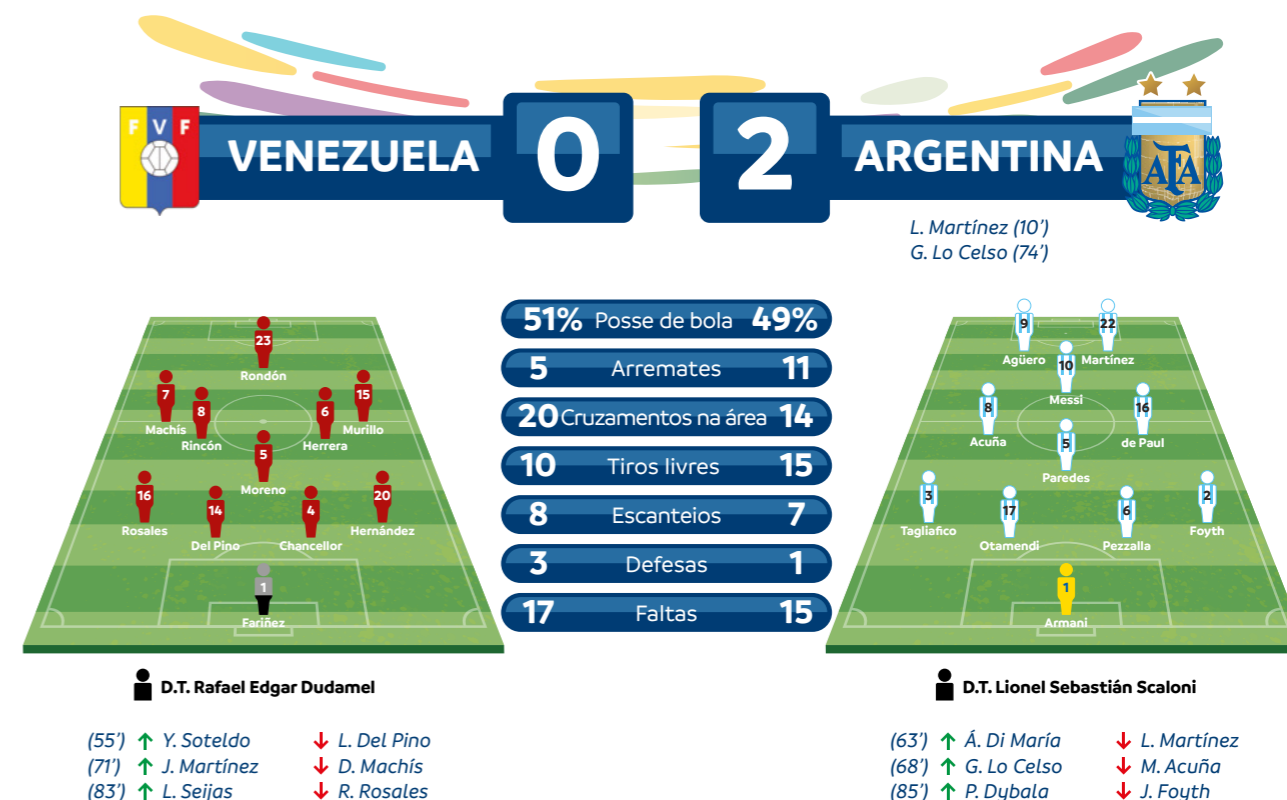 FVF
VENEZUELA 0
2 ARGENTINA
AFA
L. Martínez (10’)
G. Lo Celso (74’)
51% Posse de bola 49%
5 Arremates 11
20 Cruzamentos na área 14
10 Tiros livres 15
8 Escanteios 7
3 Defesas 1
17 Faltas 15
23
Rondón
7
Machís
8
Rincón
6
Herrera
15
Murillo
5
Moreno
16
Rosales
14
Del Pino
4
Chancellor
20
Hernández
1
Fariñez
9
Agüero
22
Martínez
10
Messi
8
Acuña
16
de Paul
5
Paredes
3
Tagliafico
17
Otamendi
6
Pezzalla
2
Foyth
1
Armani
D.T. Rafael Edgar Dudamel
(55’) ↑ Y. Soteldo ↓ L. Del Pino
(71’) ↑ J. Martínez ↓ D. Machís
(83’) ↑ L. Seijas ↓ R. Rosales
D.T. Lionel Sebastián Scaloni
(63’) ↑ Á. Di María ↓ L. Martínez
(68’) ↑ G. Lo Celso ↓ M. Acuña
(85’) ↑ P. Dybala ↓ J. Foyth